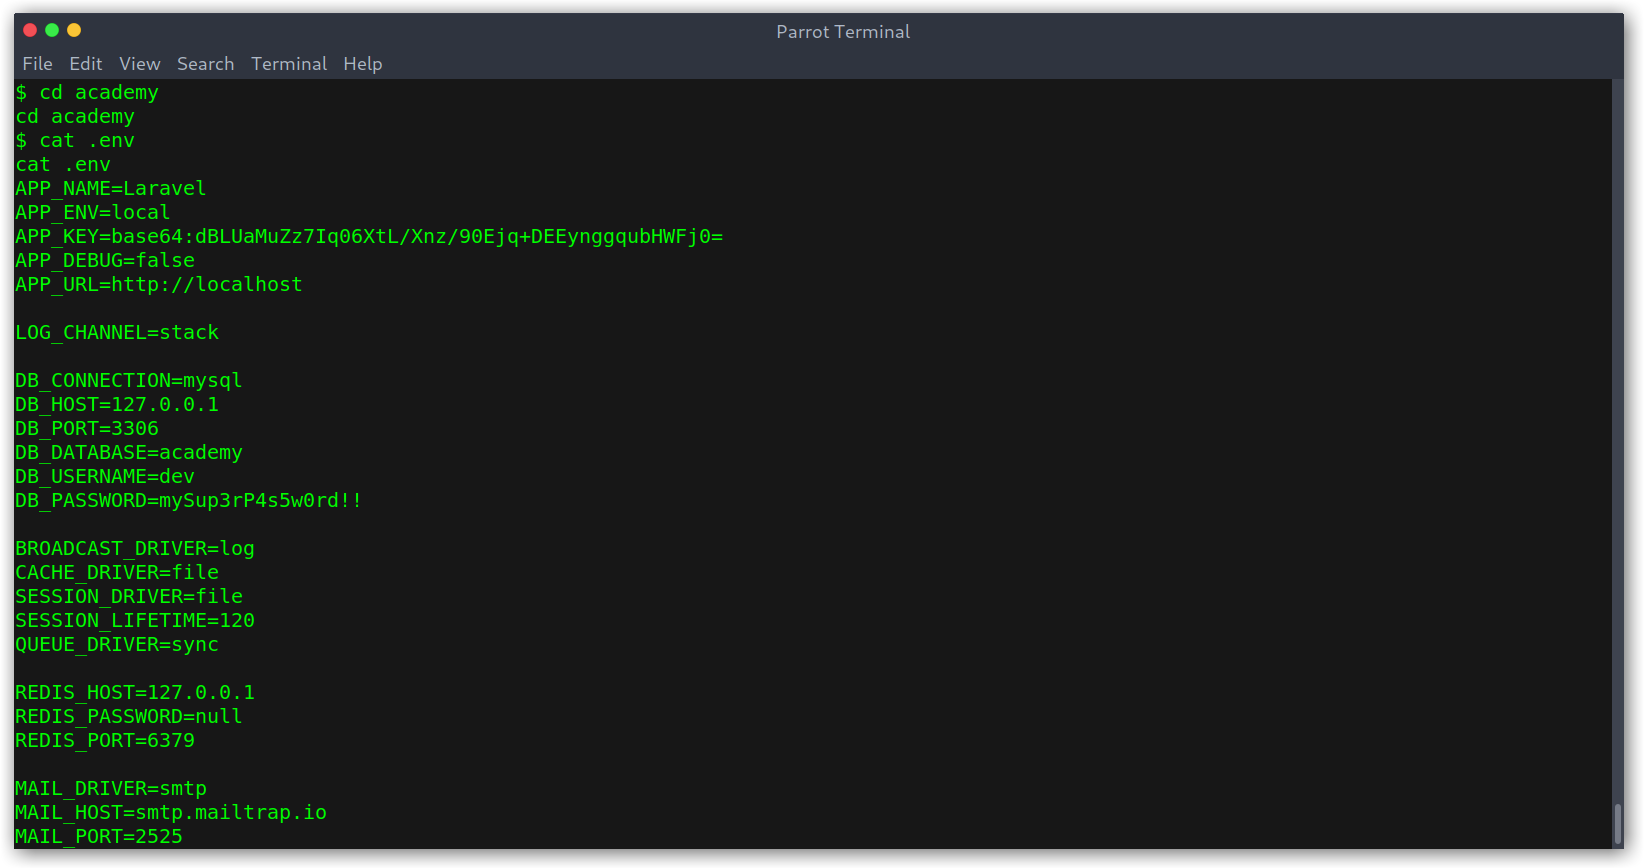 Parrot Terminal
File Edit View Search Terminal Help
$ cd academy
cd academy
$ cat .env
cat .env
APP_NAME=Laravel
APP_ENV=local
APP_KEY=base64:dBLUaMuZz7Iq06XtL/Xnz/90Ejq+DEEynggqubHWFj0=
APP_DEBUG=false
APP_URL=http://localhost
LOG_CHANNEL=stack
DB_CONNECTION=mysql
DB_HOST=127.0.0.1
DB_PORT=3306
DB_DATABASE=academy
DB_USERNAME=dev
DB_PASSWORD=mySup3rP4s5w0rd!!
BROADCAST_DRIVER=log
CACHE_DRIVER=file
SESSION_DRIVER=file
SESSION_LIFETIME=120
QUEUE_DRIVER=sync
REDIS_HOST=127.0.0.1
REDIS_PASSWORD=null
REDIS_PORT=6379
MAIL_DRIVER=smtp
MAIL_HOST=smtp.mailtrap.io
MAIL_PORT=2525